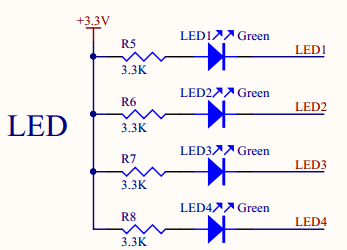 +3.3V
R5
3.3K
LED1
Green
LED1
R6
3.3K
LED2
Green
LED2
LED
R7
3.3K
LED3
Green
LED3
R8
3.3K
LED4
Green
LED4